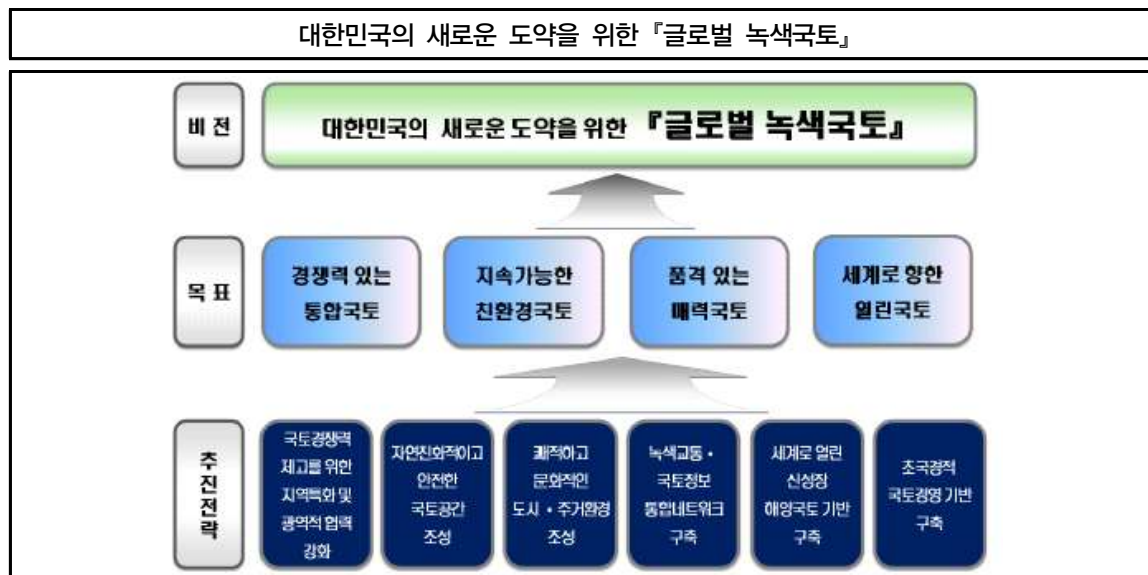 대한민국의 새로운 도약을 위한 『글로벌 녹색국토』
비 전
대한민국의 새로운 도약을 위한 『글로벌 녹색국토』
목 표
경쟁력 있는
통합국토
지속가능한
친환경국토
품격 있는
매력국토
세계로 향한
열린국토
추진전략
국토경쟁력
제고를 위한
지역특화 및
광역적 협력
강화
자연친화적이고
안전한
국토공간
조성
쾌적하고
문화적인
도시·주거환경
조성
녹색교통·
국토정보
통합네트워크
구축
세계로 열린
신성장
해양국토 기반
구축
초국경적
국토경영 기반
구축